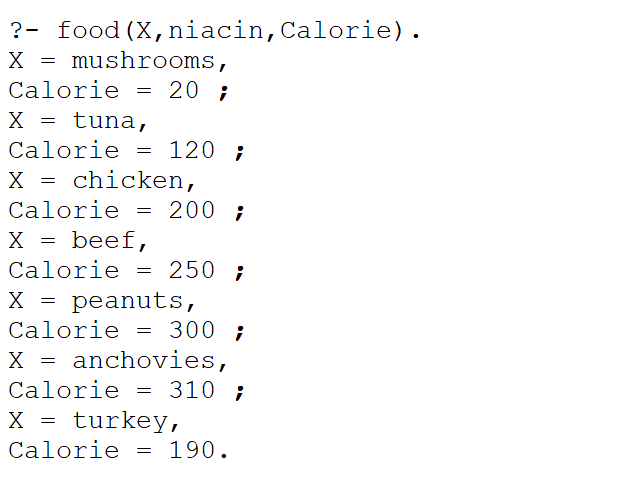 ?- food(X,niacin,Calorie).
X = mushrooms,
Calorie = 20 ;
X = tuna,
Calorie = 120 ;
X = chicken,
Calorie = 200 ;
X = beef,
Calorie = 250 ;
X = peanuts,
Calorie = 300 ;
X = anchovies,
Calorie = 310 ;
X = turkey,
Calorie = 190.